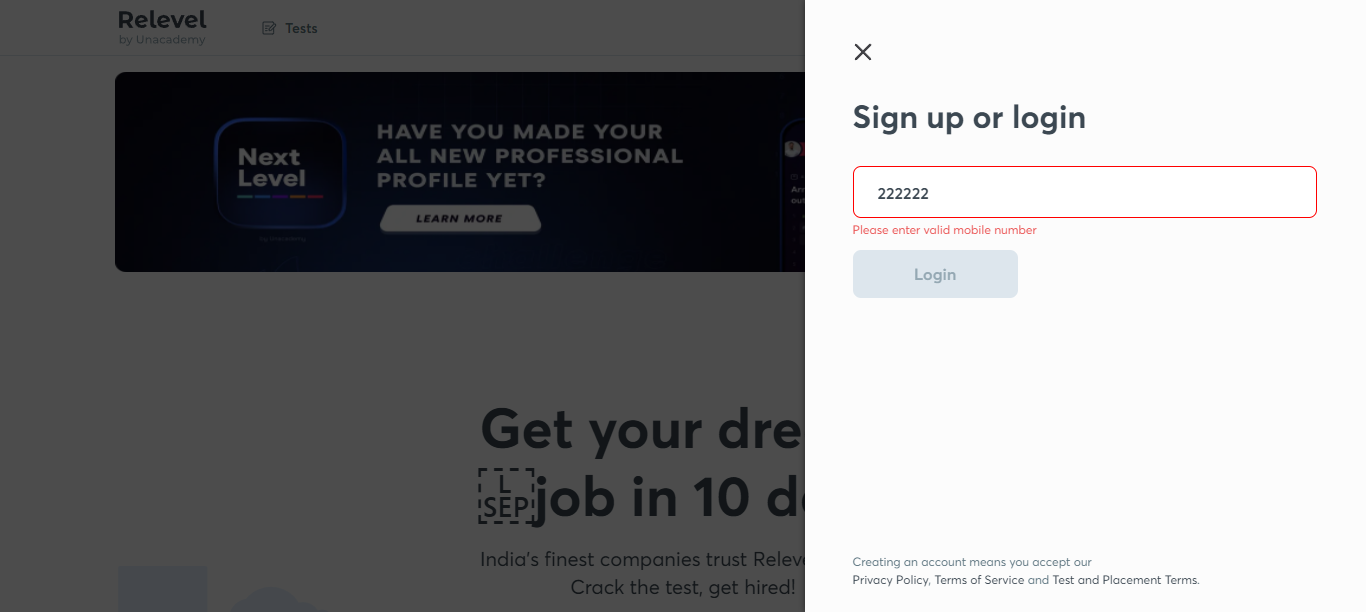 Relevel
by Unacademy
Tests
Next
Level
HAVE YOU MADE YOUR
ALL NEW PROFESSIONAL
PROFILE YET?
LEARN MORE
Get your dre
L
SEP
job in 10 d
India's finest companies trust Releve
Crack the test, get hired!
Sign up or login
222222
Please enter valid mobile number
Login
Creating an account means you accept our
Privacy Policy, Terms of Service and Test and Placement Terms.